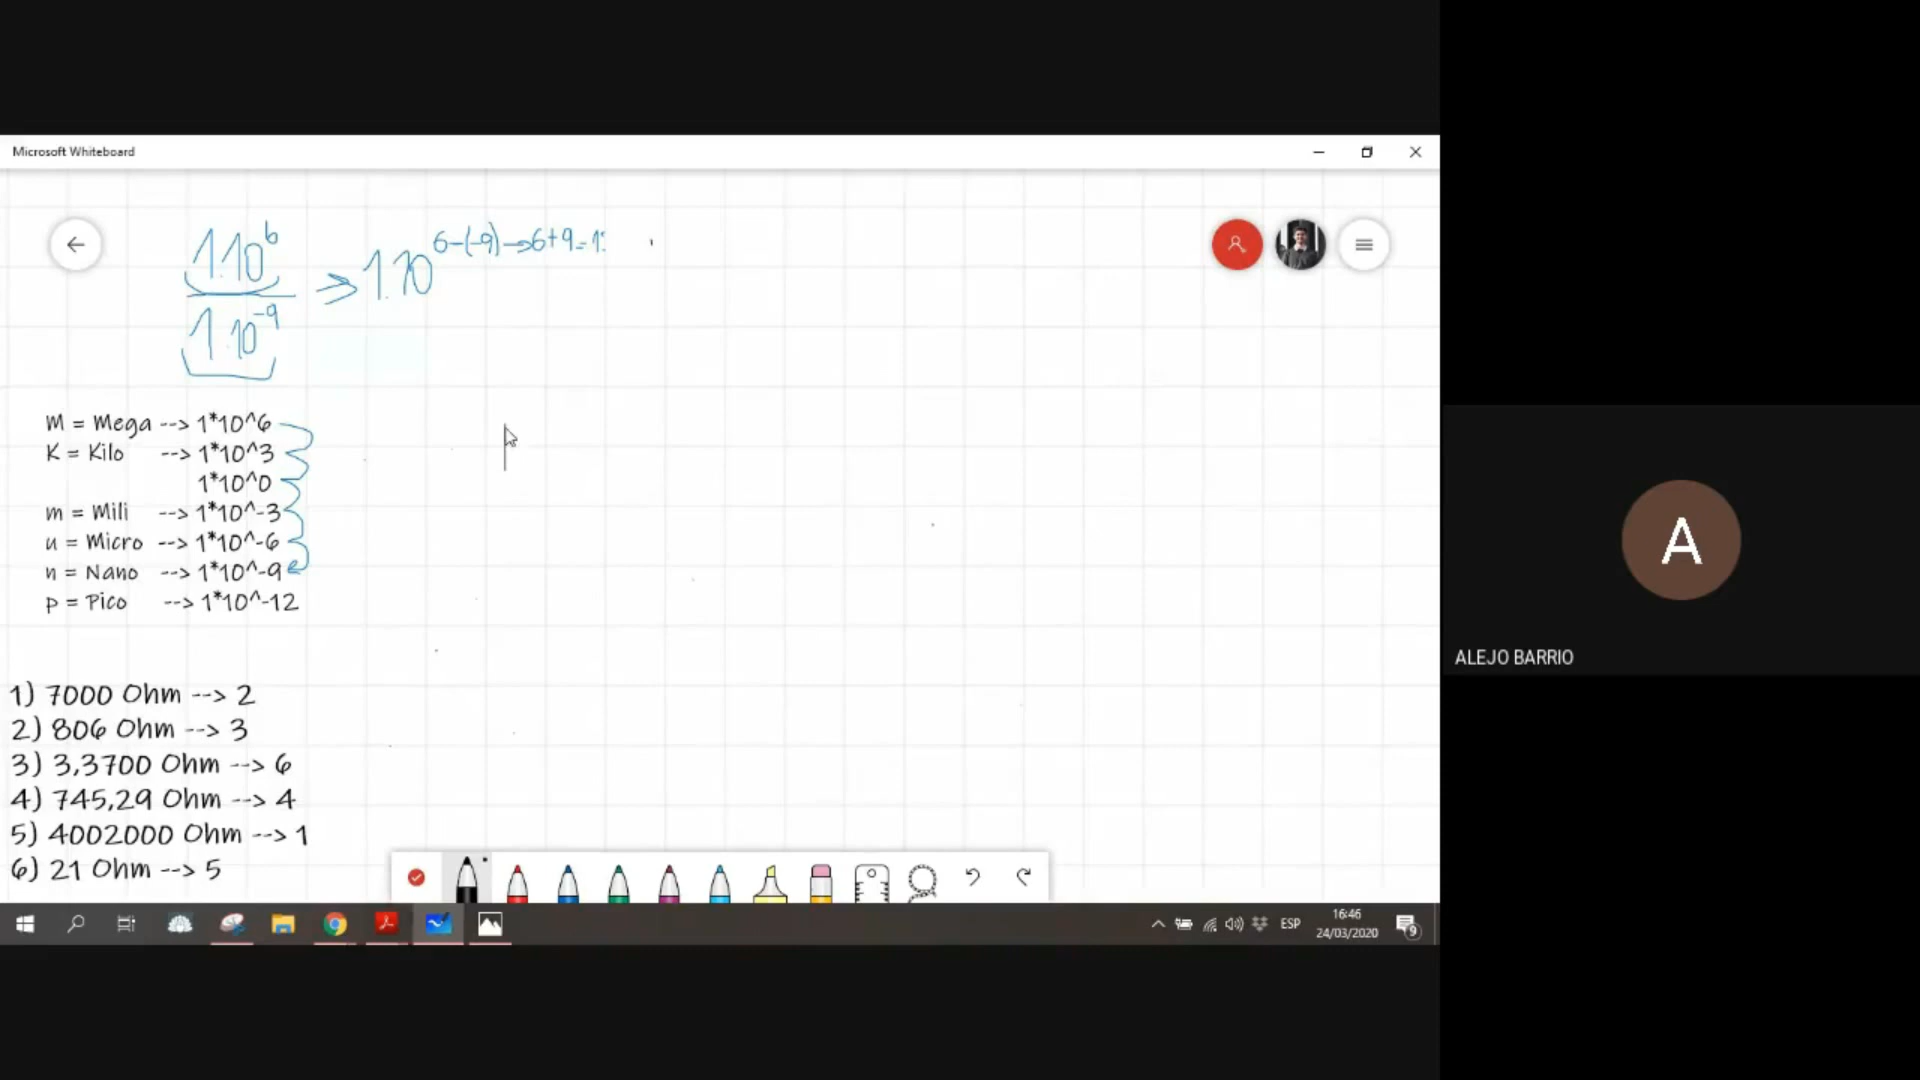 Microsoft Whiteboard
1.10^6
1.10^-9
⇒ 1.10^6-(-9)→6+9=1
M = Mega --> 1*10^6
K = Kilo --> 1*10^3
1*10^0
m = Mili --> 1*10^-3
u = Micro --> 1*10^-6
n = Nano --> 1*10^-9
p = Pico --> 1*10^-12
1) 7000 Ohm --> 2
2) 806 Ohm --> 3
3) 3,3700 Ohm --> 6
4) 745,29 Ohm --> 4
5) 4002000 Ohm --> 1
6) 21 Ohm --> 5
ESP
16:46
24/03/2020
9
A
ALEJO BARRIO